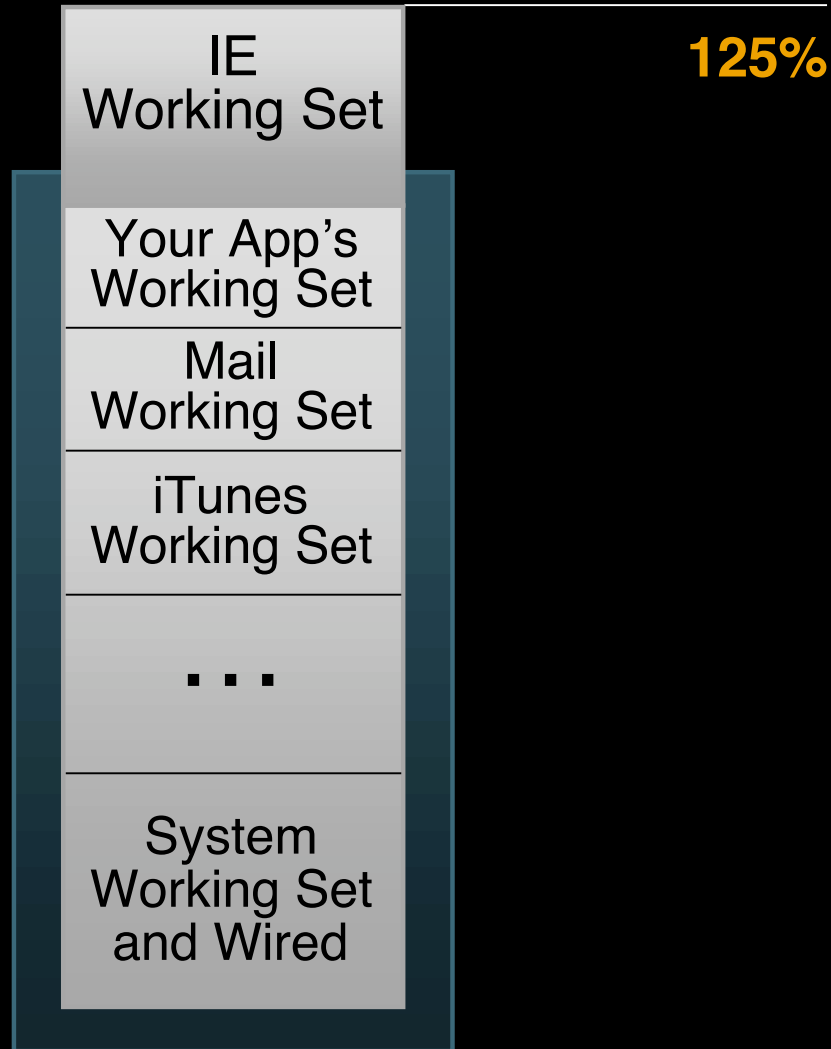 IE
Working Set
125%
Your App’s
Working Set
Mail
Working Set
iTunes
Working Set
...
System
Working Set
and Wired